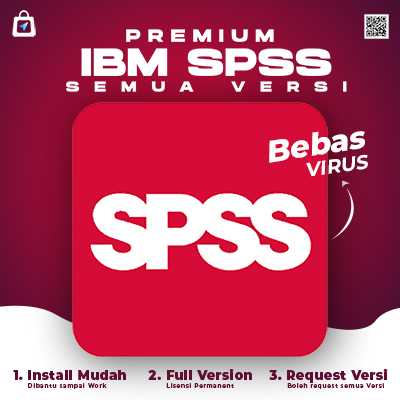 PREMIUM
IBM SPSS
SEMUA VERSI
Bebas
VIRUS
SPSS
1. Install Mudah
Dibantu sampai Work
2. Full Version
Lisensi Permanent
3. Request Versi
Boleh request semua Versi